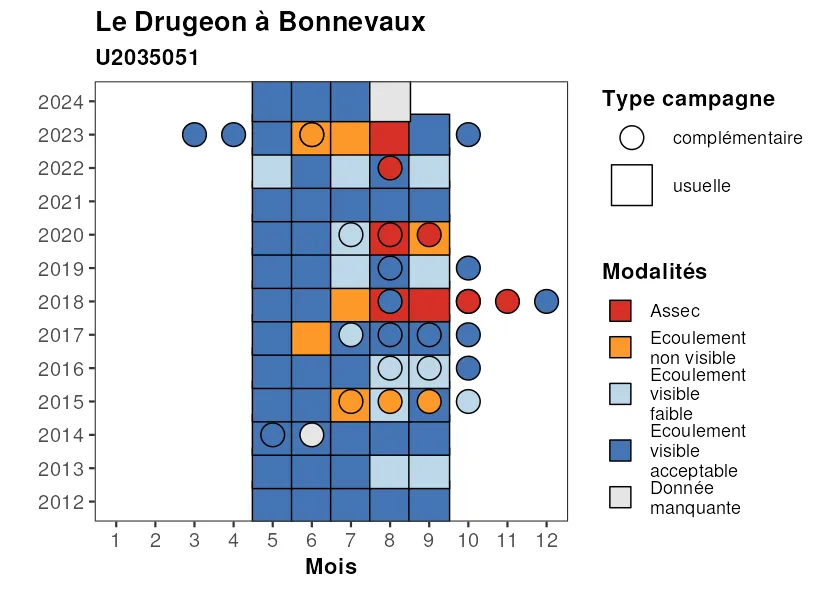 Le Drugeon à Bonnevaux
U2035051
2024
2023
2022
2021
2020
2019
2018
2017
2016
2015
2014
2013
2012
1 2 3 4 5 6 7 8 9 10 11 12
Mois
Type campagne
complémentaire
usuelle
Modalités
Assec
Ecoulement
non visible
Ecoulement
visible
faible
Ecoulement
visible
acceptable
Donnée
manquante